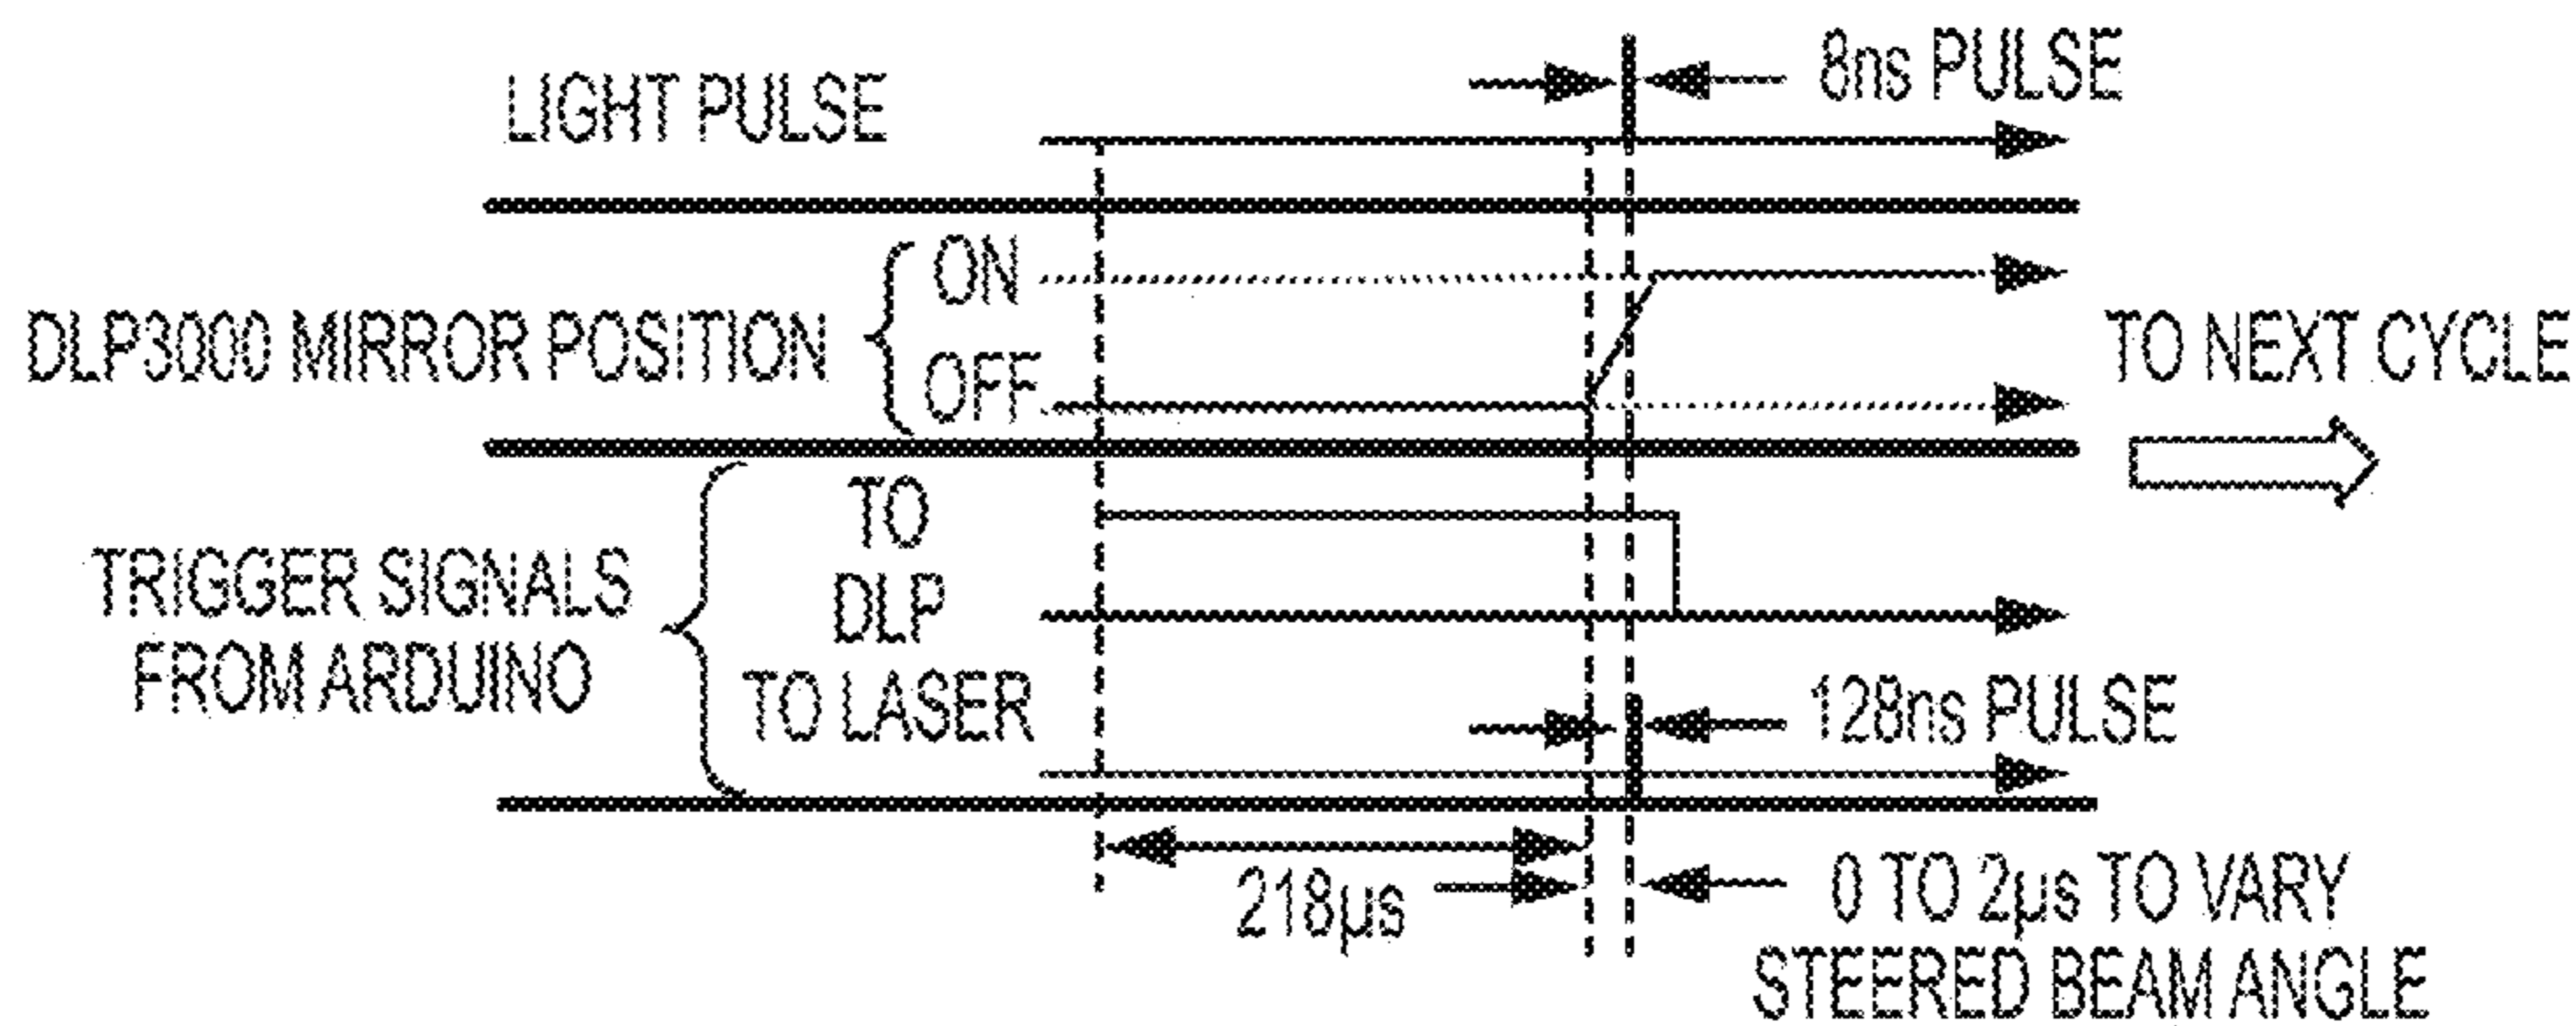 LIGHT PULSE
8ns PULSE
DLP3000 MIRROR POSITION
ON
OFF
TO NEXT CYCLE
TRIGGER SIGNALS
FROM ARDUINO
TO
DLP
TO LASER
128ns PULSE
218µs
0 TO 2µs TO VARY
STEERED BEAM ANGLE